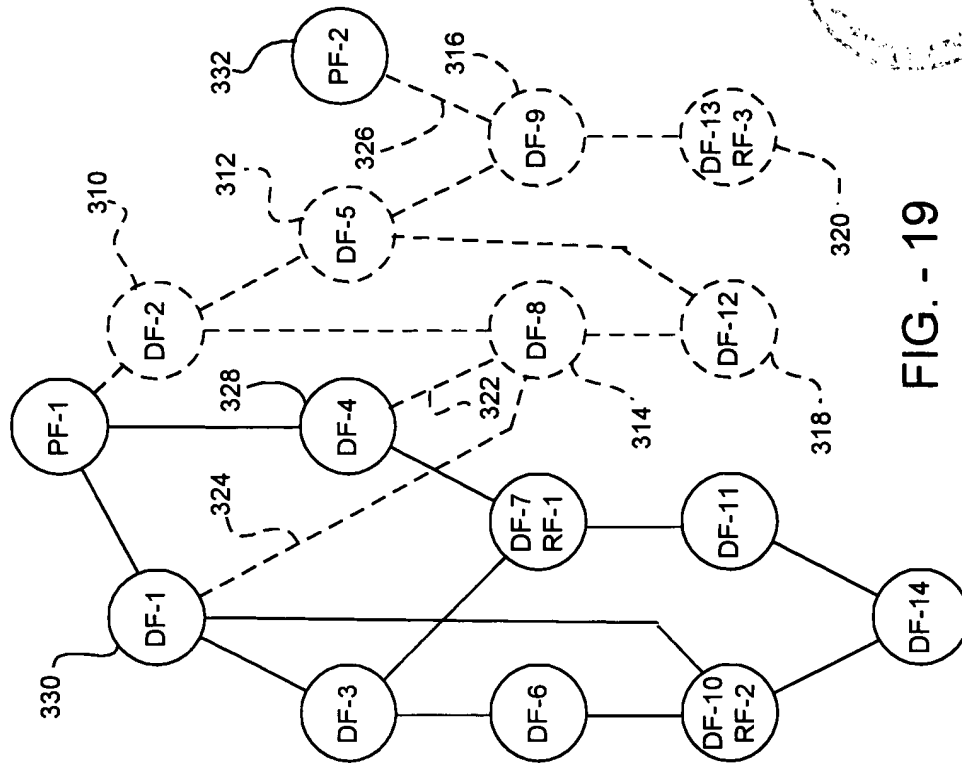 PF-1
332
PF-2
310
DF-2
312
DF-5
316
326
DF-9
DF-13
RF-3
320
330
DF-1
324
328
DF-4
322
DF-8
314
DF-12
318
DF-3
DF-7
RF-1
DF-6
DF-11
DF-10
RF-2
DF-14
FIG. - 19